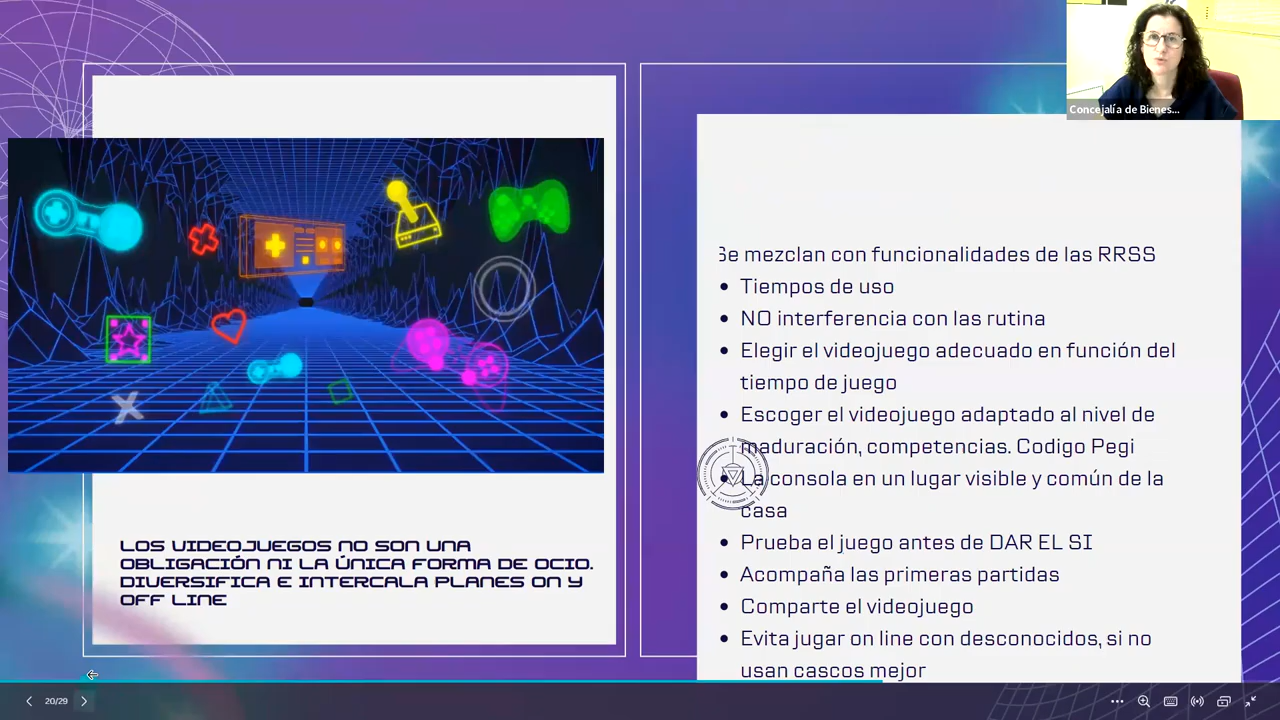 Concejalía de Bienes...
LOS VIDEOJUEGOS NO SON UNA
OBLIGACIÓN NI LA ÚNICA FORMA DE OCIO.
DIVERSIFICA E INTERCALA PLANES ON Y
OFF LINE
Se mezclan con funcionalidades de las RRSS
Tiempos de uso
NO interferencia con las rutina
Elegir el videojuego adecuado en función del
tiempo de juego
Escoger el videojuego adaptado al nivel de
maduración, competencias. Codigo Pegi
La consola en un lugar visible y común de la
casa
Prueba el juego antes de DAR EL SI
Acompaña las primeras partidas
Comparte el videojuego
Evita jugar on line con desconocidos, si no
usan cascos mejor
20/29